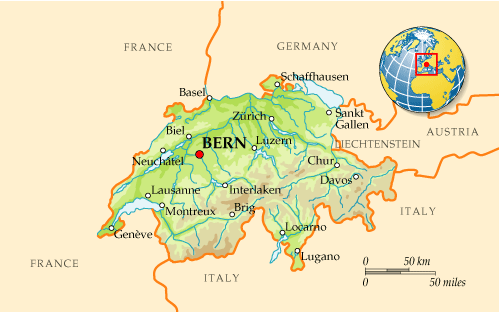 FRANCE
GERMANY
Schaffhausen
Basel
Zürich
Sankt
Gallen
AUSTRIA
Biel
BERN
Luzern
LIECHTENSTEIN
Neuchâtel
Chur
Davos
Lausanne
Interlaken
Montreux
Brig
ITALY
Genève
Locarno
Lugano
FRANCE
ITALY
0 50 km
0 50 miles